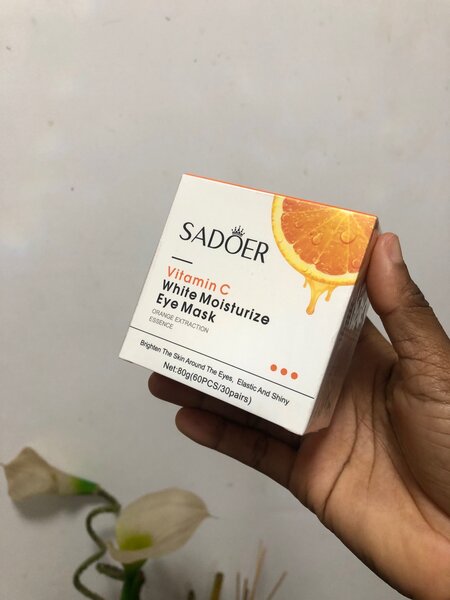 SADOER
Vitamin C
White Moisturize
Eye Mask
ORANGE EXTRACTION
ESSENCE
Brighten The Skin Around The Eyes, Elastic And Shiny
Net:80g(60PCS/30pairs)